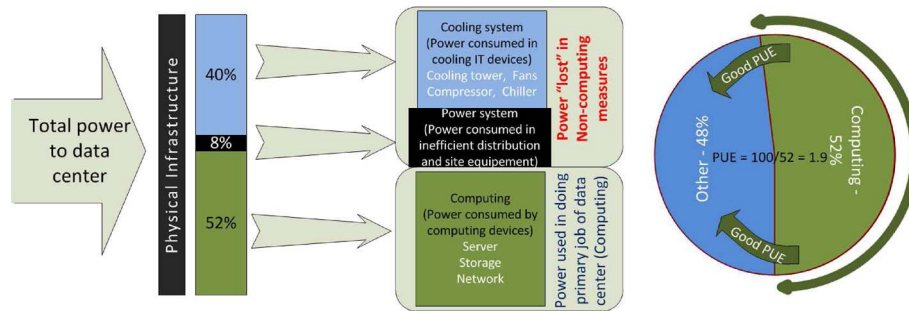 Total power
to data
center
Physical Infrastructure
40%
8%
52%
Cooling system
(Power consumed in
cooling IT devices)
Cooling tower, Fans
Compressor, Chiller
Power system
(Power consumed in
inefficient distribution
and site equipement)
Power "lost" in
Non-computing
measures
Computing
(Power consumed by
computing devices)
Server
Storage
Network
Power used in doing
primary job of data
center (Computing)
Good PUE
Other - 48%
PUE = 100/52 = 1.9
Computing -
52%
Good PUE